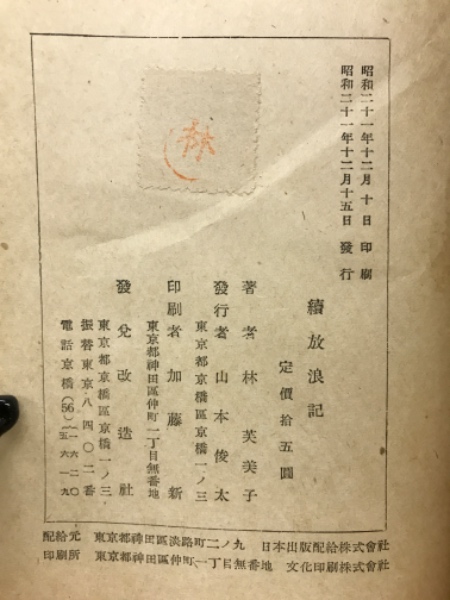 昭和二十一年十二月十日 印刷
昭和二十一年十二月十五日 發行
續放浪記
定價拾五圓
著者 林芙美子
發行者 山本俊太
東京都京橋區京橋一ノ三
印刷者 加藤新
東京都神田區仲町一丁目無番地
發兌 改造社
東京都京橋區京橋一ノ三
振替東京八四〇二番
電話京橋(56)
林
配給元 東京都神田區淡路町二ノ九 日本出版配給株式會社
印刷所 東京都神田區仲町一丁目無番地 文化印刷株式會社